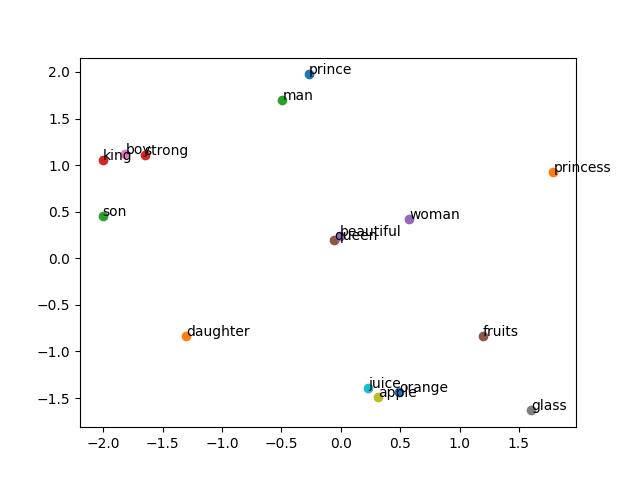 2.0
1.5
1.0
0.5
0.0
−0.5
−1.0
−1.5
prince
man
king
boy
strong
princess
son
woman
beautiful
queen
daughter
fruits
juice
orange
apple
glass
−2.0
−1.5
−1.0
−0.5
0.0
0.5
1.0
1.5